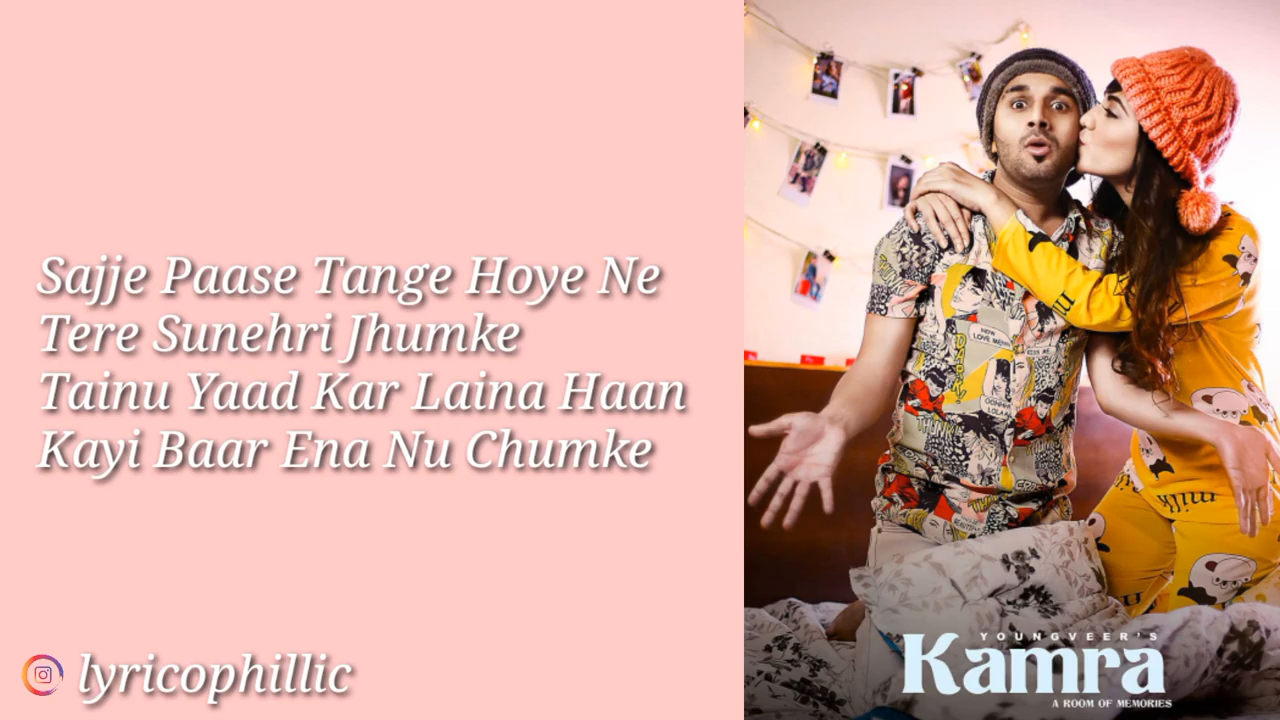 Sajje Paase Tange Hoye Ne
Tere Sunehri Jhumke
Tainu Yaad Kar Laina Haan
Kayi Baar Ena Nu Chumke
lyricophillic
YOUNGVEER'S
Kamra
A ROOM OF MEMORIES
milk